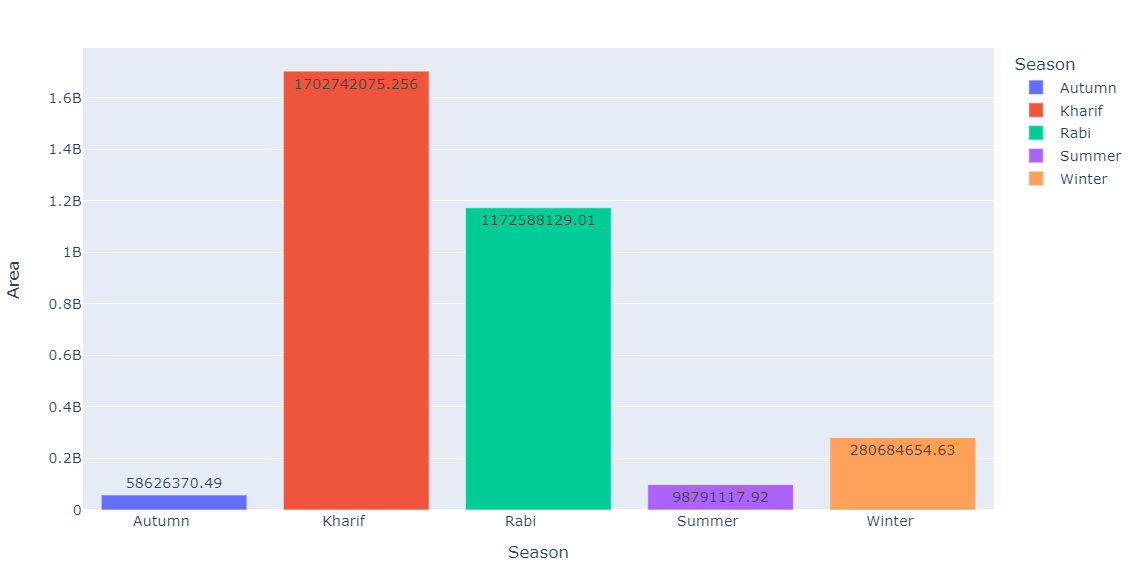 Area
1.6B
1.4B
1.2B
1B
0.8B
0.6B
0.4B
0.2B
0
58626370.49
1702742075.256
1172588129.01
98791117.92
280684654.63
Autumn
Kharif
Rabi
Summer
Winter
Season
Season
Autumn
Kharif
Rabi
Summer
Winter